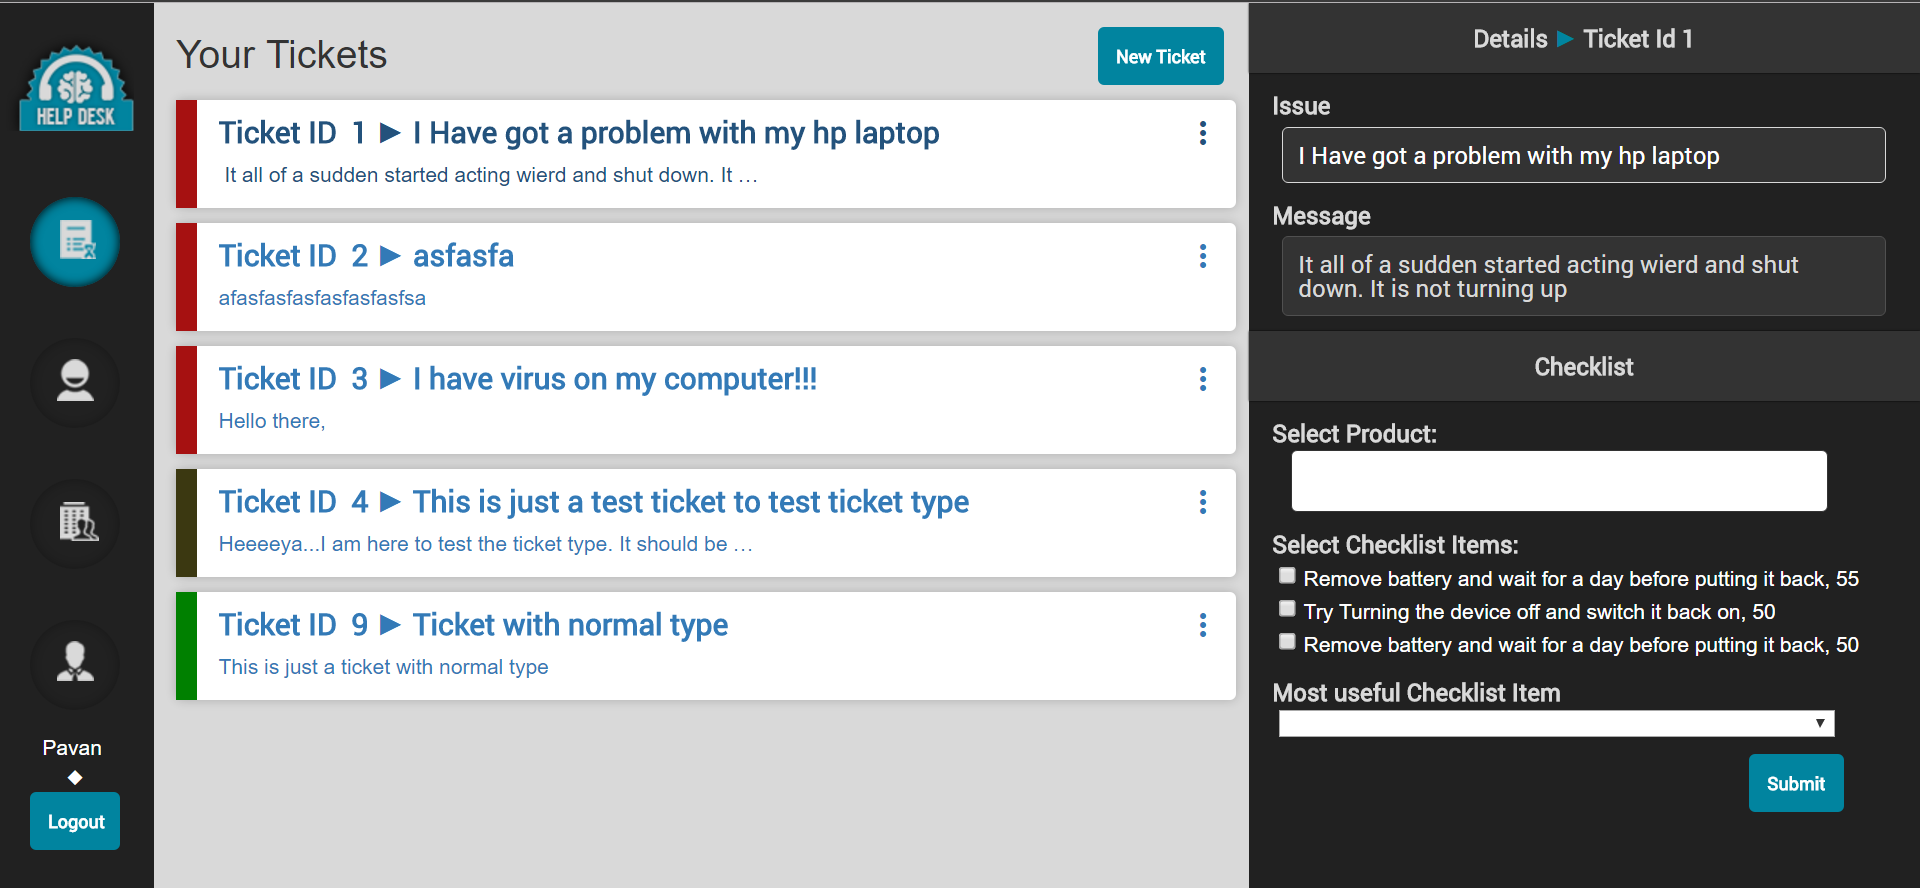 HELP DESK
Pavan
Logout
Your Tickets
New Ticket
Ticket ID 1 ► I Have got a problem with my hp laptop
It all of a sudden started acting wierd and shut down. It …
Ticket ID 2 ► asfasfa
afasfasfasfasfasfasfsa
Ticket ID 3 ► I have virus on my computer!!!
Hello there,
Ticket ID 4 ► This is just a test ticket to test ticket type
Heeeeya...I am here to test the ticket type. It should be …
Ticket ID 9 ► Ticket with normal type
This is just a ticket with normal type
Details ► Ticket Id 1
Issue
I Have got a problem with my hp laptop
Message
It all of a sudden started acting wierd and shut
down. It is not turning up
Checklist
Select Product:
Select Checklist Items:
Remove battery and wait for a day before putting it back, 55
Try Turning the device off and switch it back on, 50
Remove battery and wait for a day before putting it back, 50
Most useful Checklist Item
Submit